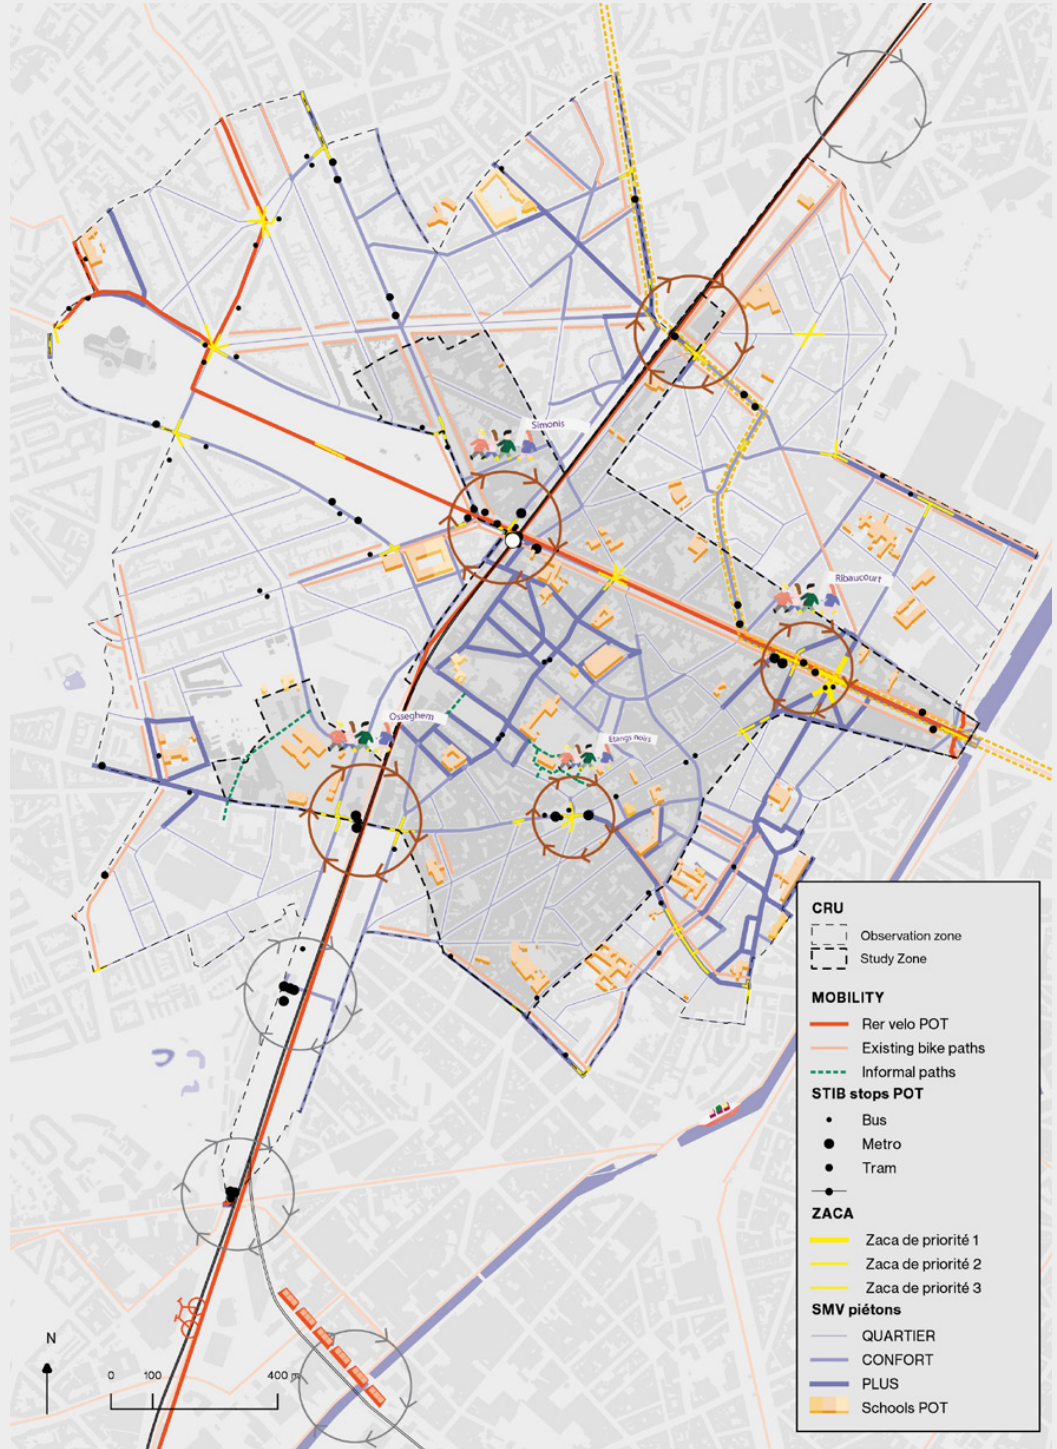 Simonis
Ribaucourt
Osseghem
Etangs noirs
CRU
Observation zone
Study Zone
MOBILITY
Rer velo POT
Existing bike paths
Informal paths
STIB stops POT
Bus
Metro
Tram
ZACA
Zaca de priorité 1
Zaca de priorité 2
Zaca de priorité 3
SMV piétons
QUARTIER
CONFORT
PLUS
Schools POT
N
0 100 400 m